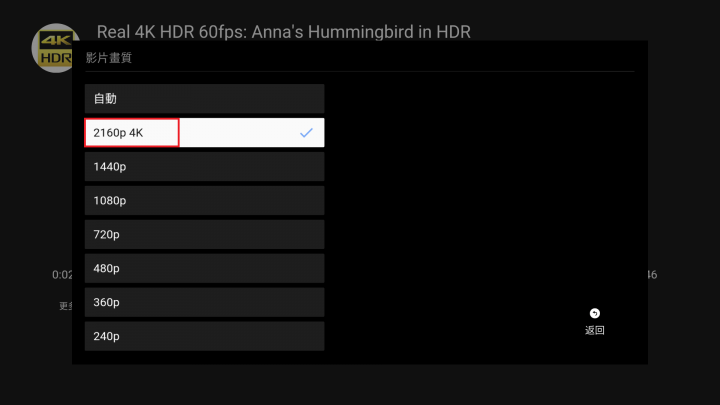 4K
HDR
Real 4K HDR 60fps: Anna's Hummingbird in HDR
影片畫質
自動
2160p 4K
1440p
1080p
720p
480p
360p
240p
0:02
46
更多
返回